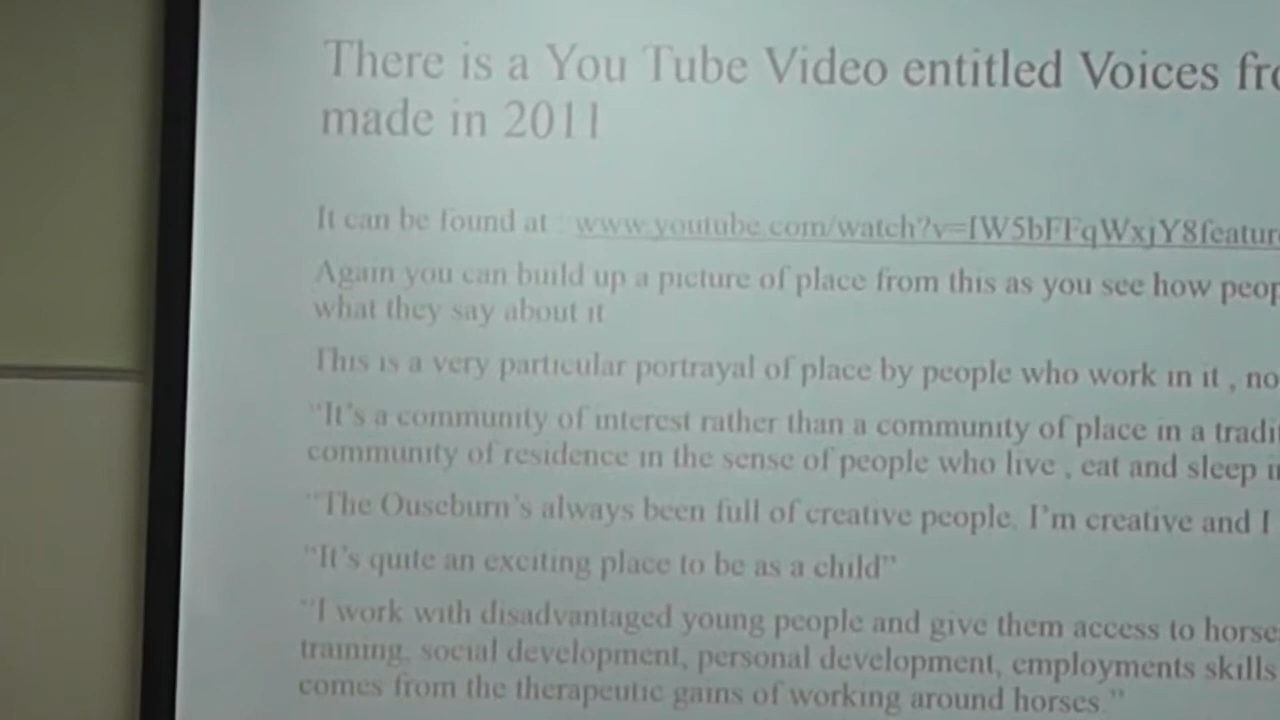 There is a You Tube Video entitled Voices fro
made in 2011
It can be found at : www.youtube.com/watch?v=IW5bFFqWxjY8featur
Again you can build up a picture of place from this as you see how peop
what they say about it
This is a very particular portrayal of place by people who work in it , no
"It's a community of interest rather than a community of place in a tradit
community of residence in the sense of people who live , eat and sleep i
"The Ouseburn's always been full of creative people. I'm creative and I
"It's quite an exciting place to be as a child"
"I work with disadvantaged young people and give them access to horse
training, social development, personal development, employments skills
comes from the therapeutic gains of working around horses."